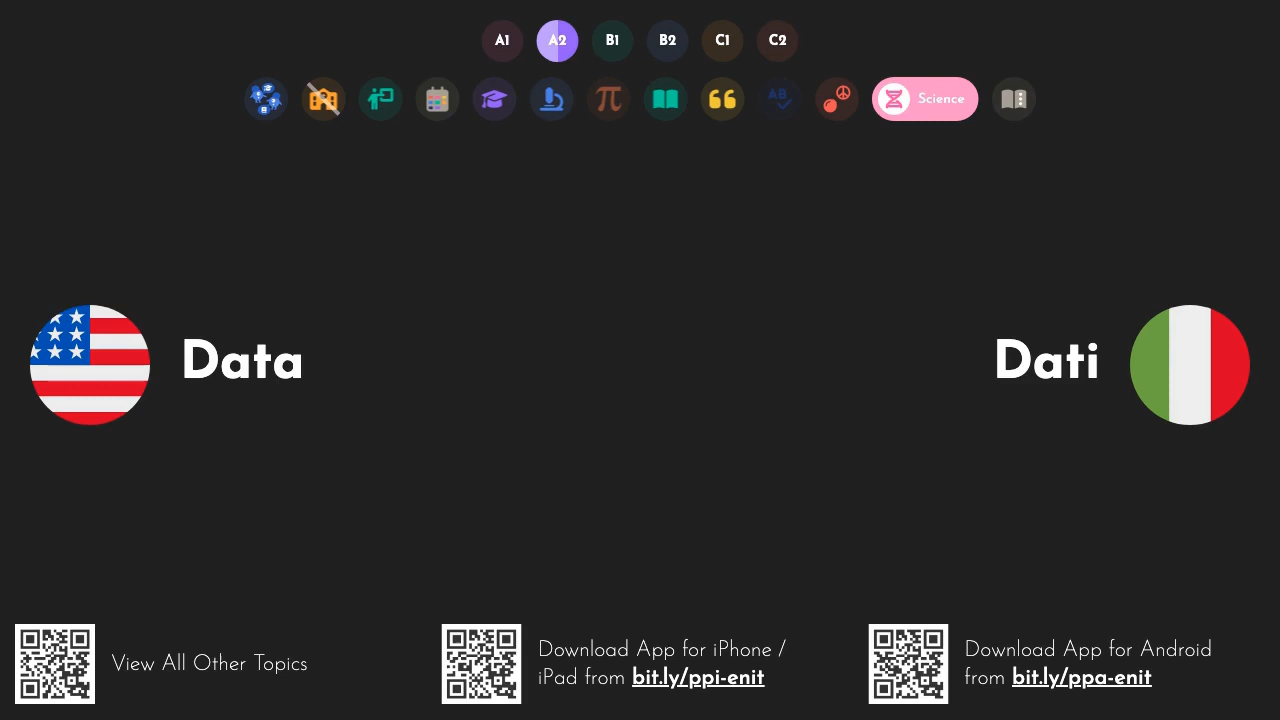 A1 A2 B1 B2 C1 C2
Science
Data
Dati
View All Other Topics
Download App for iPhone /
iPad from bit.ly/ppi-enit
Download App for Android
from bit.ly/ppa-enit